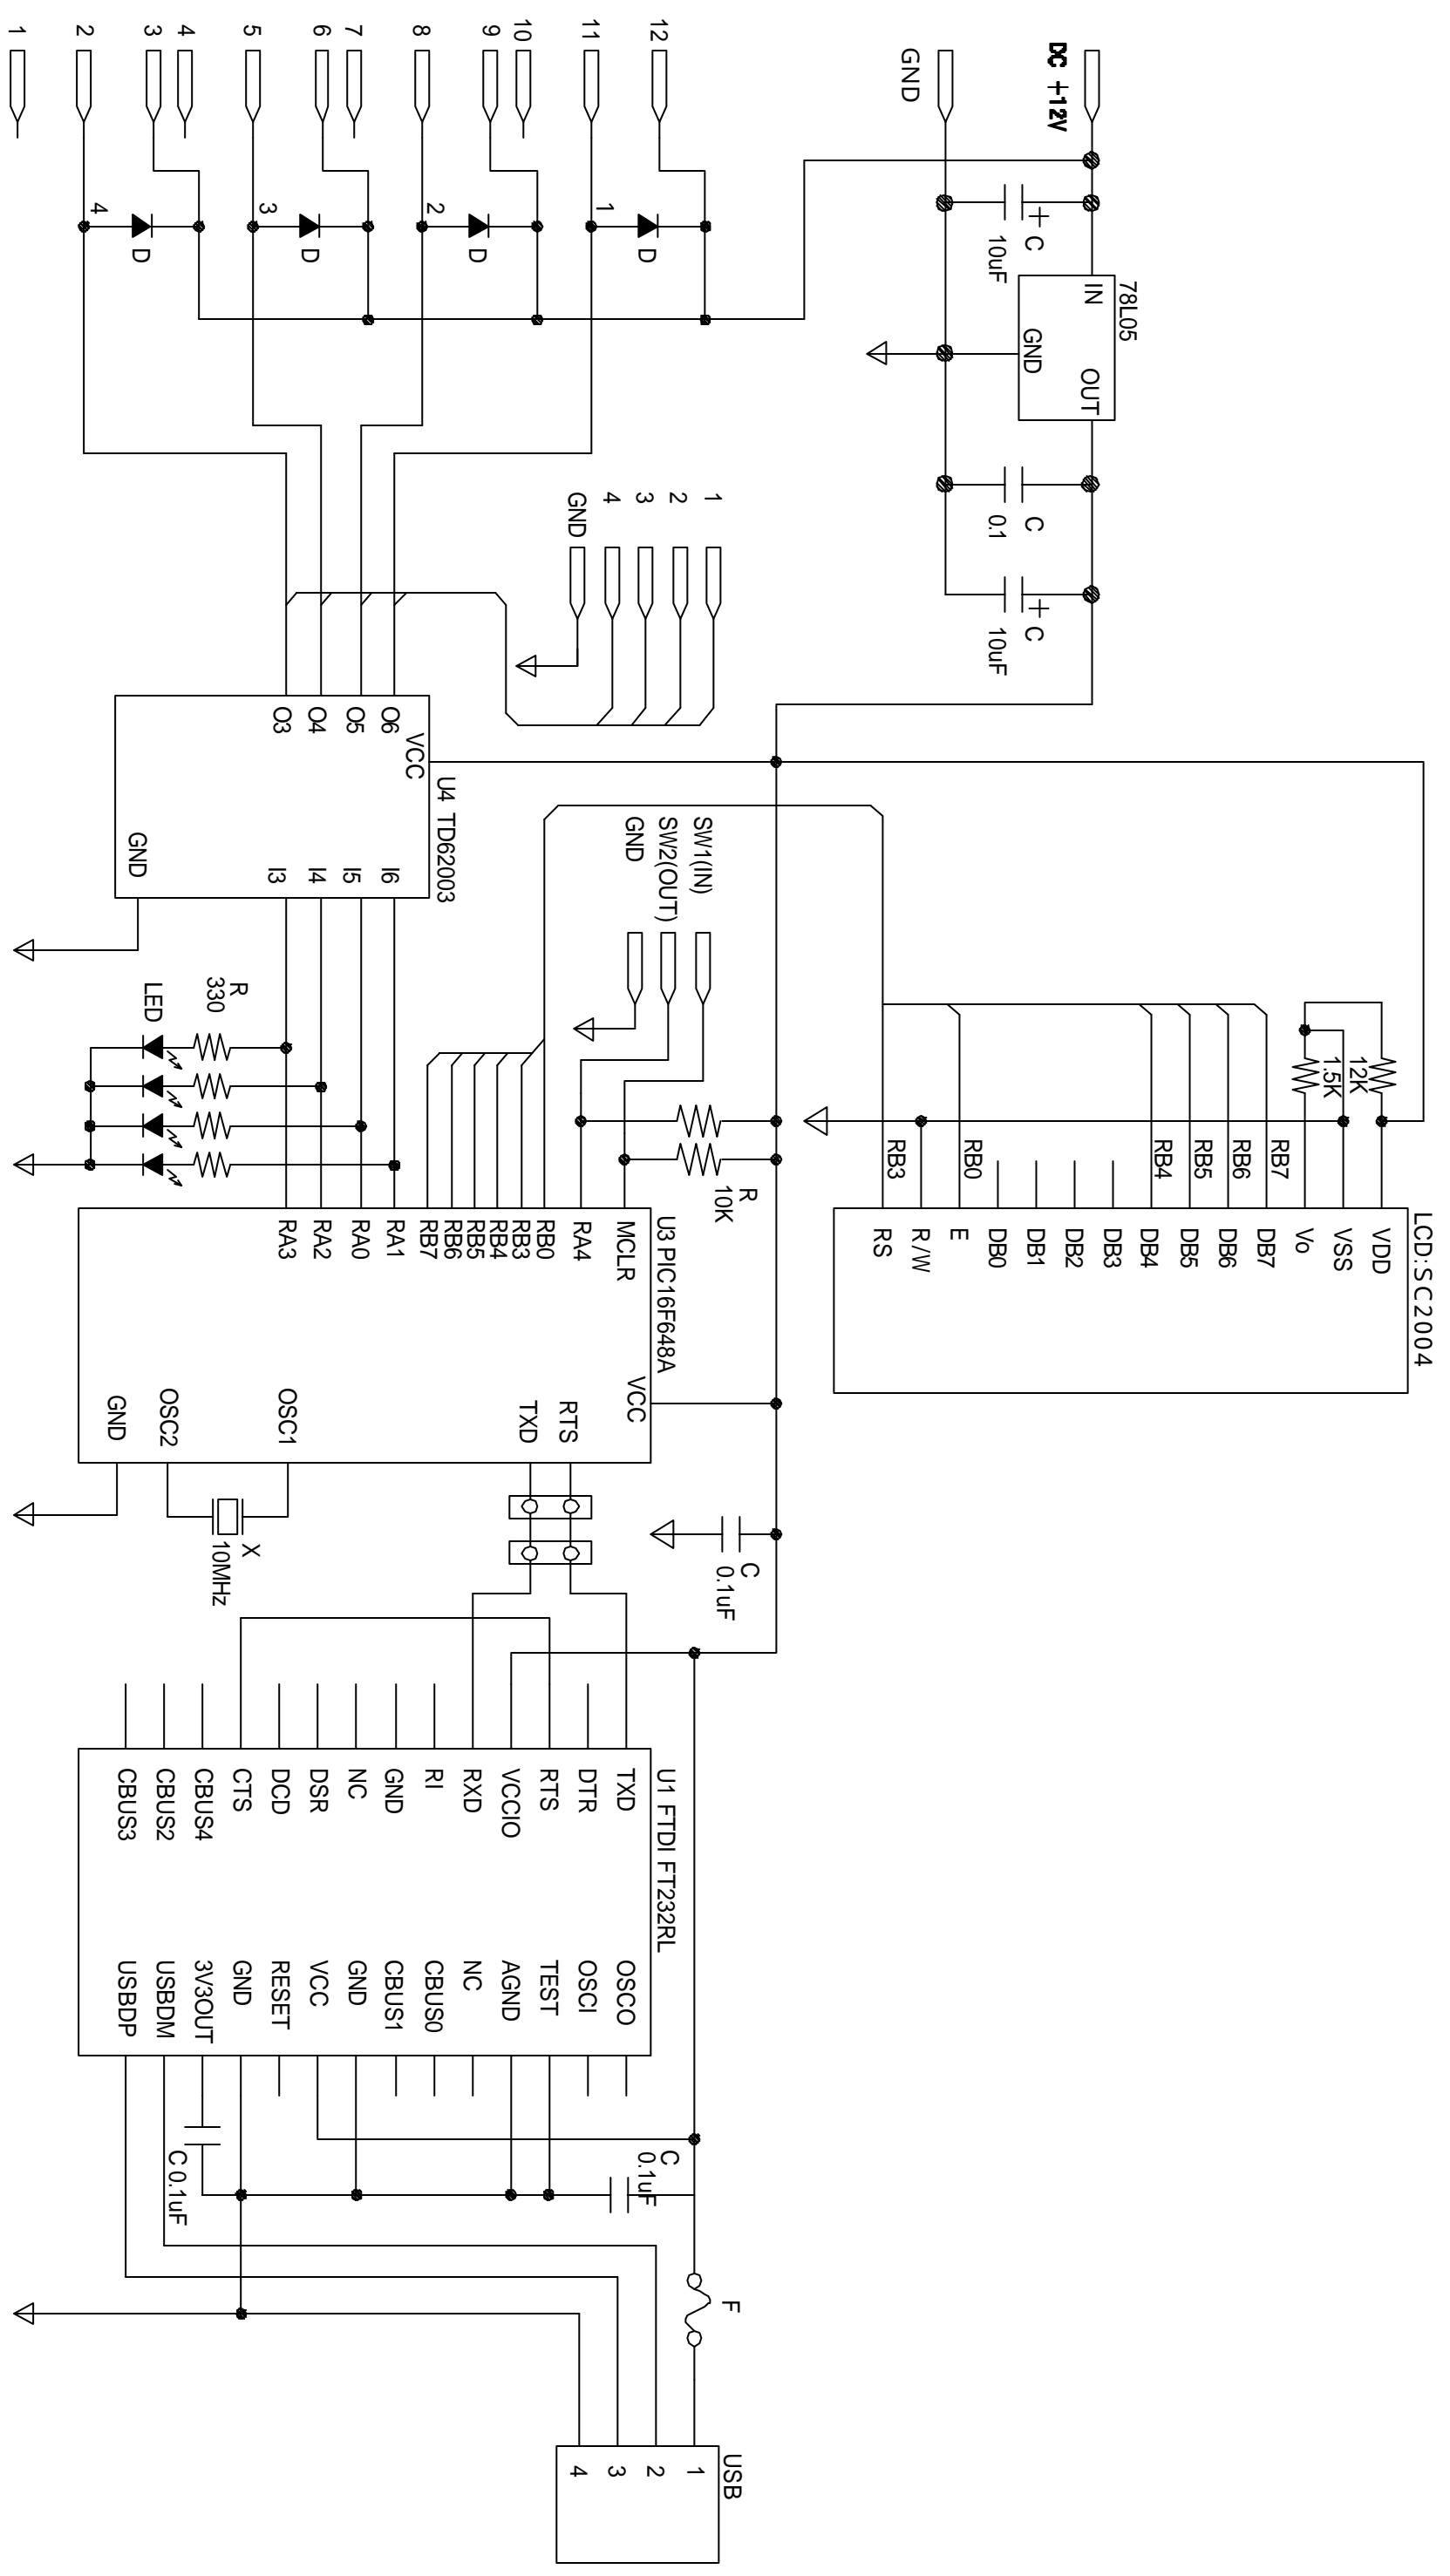 DC +12V
GND
78L05
IN
GND
OUT
C
10uF
C
0.1
C
10uF
12
11
10
9
8
7
6
5
4
3
2
1
1
D
2
D
3
D
4
D
1
2
3
4
GND
U4 TD62003
VCC
O6
O5
O4
O3
I6
I5
I4
I3
GND
SW1(IN)
SW2(OUT)
GND
R
330
LED
R
10K
LCD:SC2004
12K
1.5K
VDD
VSS
Vo
DB7
DB6
DB5
DB4
DB3
DB2
DB1
DB0
E
R/W
RS
RB7
RB6
RB5
RB4
RB0
RB3
U3 PIC16F648A
MCLR
RA4
RB0
RB3
RB4
RB5
RB6
RB7
RA1
RA0
RA2
RA3
VCC
RTS
TXD
OSC1
OSC2
GND
X
10MHz
C
0.1uF
U1 FTDI FT232RL
TXD
DTR
RTS
VCCIO
RXD
RI
GND
NC
DSR
DCD
CTS
CBUS4
CBUS2
CBUS3
OSCO
OSCI
TEST
AGND
NC
CBUS0
CBUS1
GND
VCC
RESET
GND
3V3OUT
USBDM
USBDP
C
0.1uF
C 0.1uF
F
USB
1
2
3
4